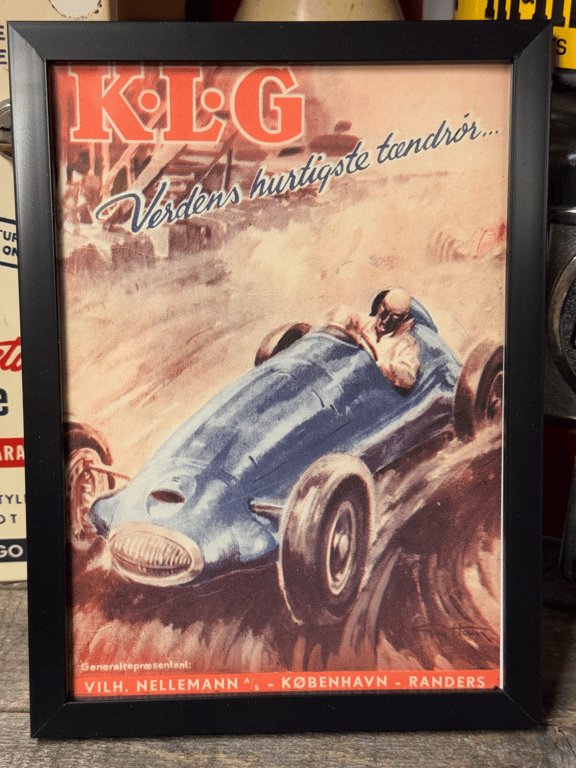 K·L·G
Verdens hurtigste tændrør...
Generalrepræsentant:
VILH. NELLEMANN A/S - KØBENHAVN - RANDERS